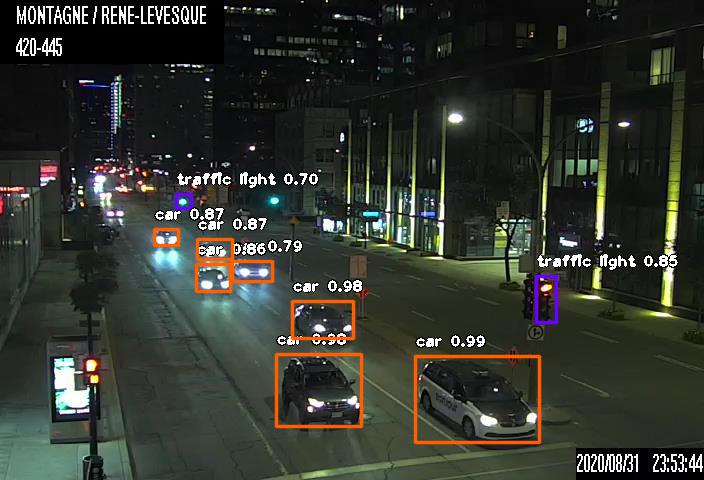 MONTAGNE / RENE-LEVESQUE
420-445
traffic light 0.70
car 0.87
car 0.87
car 0.86
0.79
traffic light 0.85
car 0.98
car 0.98
car 0.99
2020/08/31 23:53:44